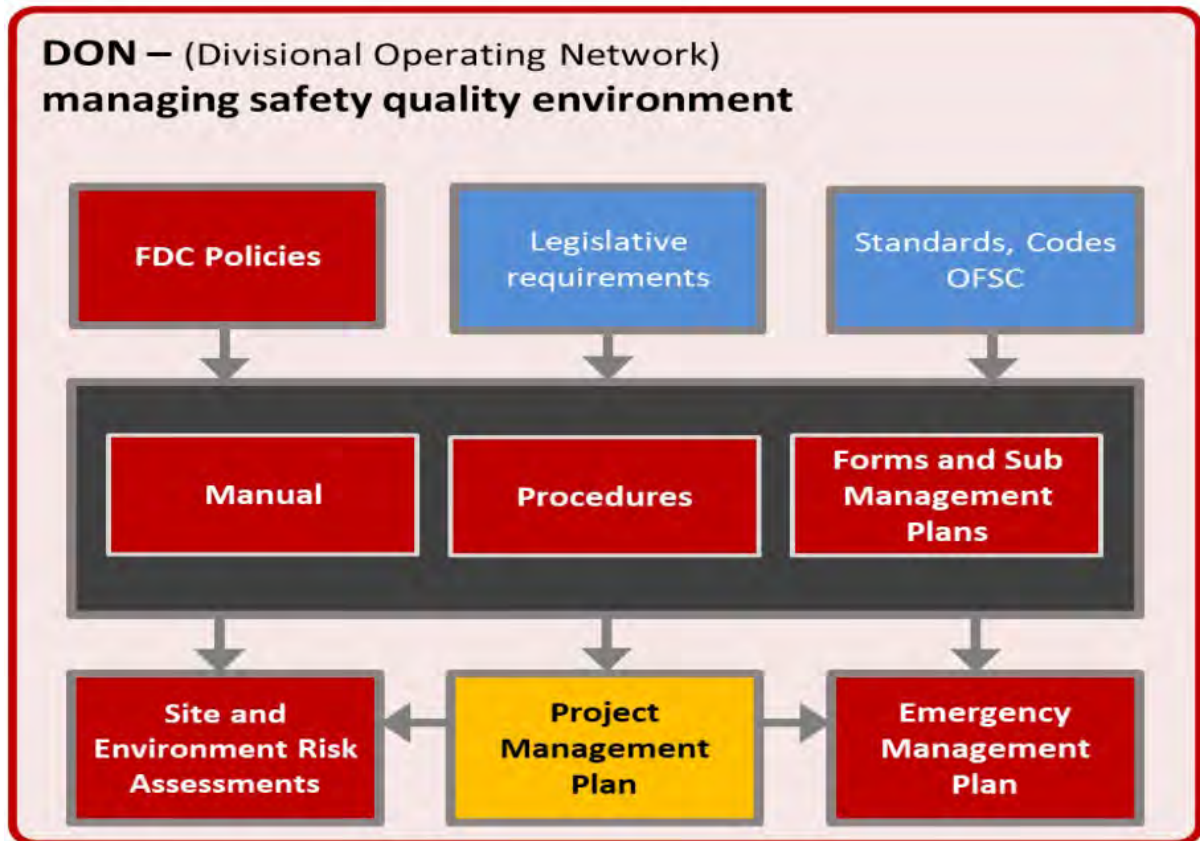 DON – (Divisional Operating Network)
managing safety quality environment
FDC Policies
Legislative
requirements
Standards, Codes
OFSC
Manual
Procedures
Forms and Sub
Management
Plans
Site and
Environment Risk
Assessments
Project
Management
Plan
Emergency
Management
Plan